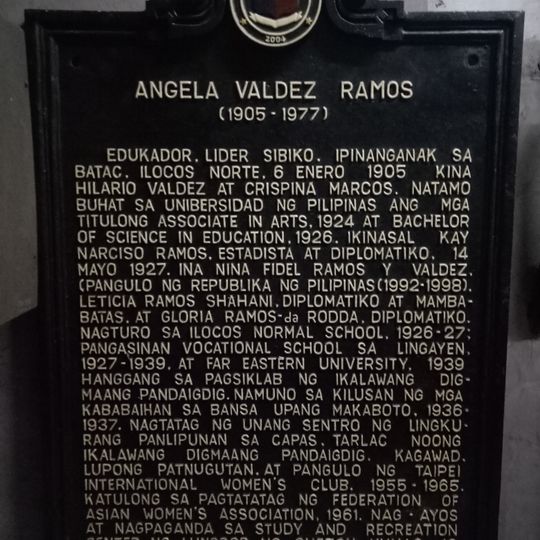 2004
ANGELA VALDEZ RAMOS
(1905-1977)
EDUKADOR, LIDER SIBIKO. IPINANGANAK SA
BATAC, ILOCOS NORTE, 6 ENERO 1905 KINA
HILARIO VALDEZ AT CRISPINA MARCOS. NATAMO
BUHAT SA UNIBERSIDAD NG PILIPINAS ANG MGA
TITULONG ASSOCIATE IN ARTS, 1924 AT BACHELOR
OF SCIENCE IN EDUCATION, 1926. IKINASAL KAY
NARCISO RAMOS, ESTADISTA AT DIPLOMATIKO, 14
MAYO 1927. INA NINA FIDEL RAMOS Y VALDEZ,
(PANGULO NG REPUBLIKA NG PILIPINAS (1992-1998),
LETICIA RAMOS SHAHANI, DIPLOMATIKO AT MAMBA-
BATAS, AT GLORIA RAMOS-da RODDA, DIPLOMATIKO.
NAGTURO SA ILOCOS NORMAL SCHOOL, 1926-27;
PANGASINAN VOCATIONAL SCHOOL SA LINGAYEN,
1927-1939, AT FAR EASTERN UNIVERSITY, 1939
HANGGANG SA PAGSIKLAB NG IKALAWANG DIG-
MAANG PANDAIGDIG. NAMUNO SA KILUSAN NG MGA
KABABAIHAN SA BANSA UPANG MAKABOTO, 1936-
1937. NAGTATAG NG UNANG SENTRO NG LINGKU-
RANG PANLIPUNAN SA CAPAS, TARLAC NOONG
IKALAWANG DIGMAANG PANDAIGDIG. KAGAWAD,
LUPONG PATNUGUTAN, AT PANGULO NG TAIPEI
INTERNATIONAL WOMEN'S CLUB, 1955-1965.
KATULONG SA PAGTATATAG NG FEDERATION OF
ASIAN WOMEN'S ASSOCIATION, 1961. NAG-AYOS
AT NAGPAGANDA SA STUDY AND RECREATION